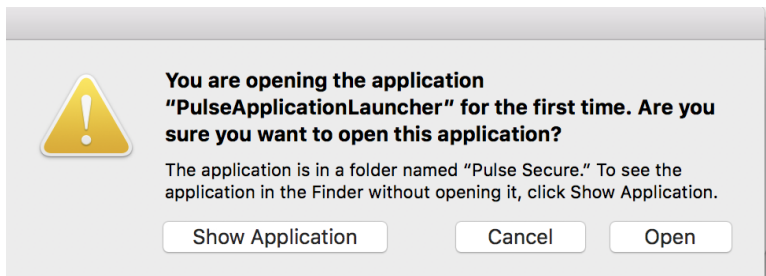 You are opening the application
“PulseApplicationLauncher” for the first time. Are you
sure you want to open this application?
The application is in a folder named “Pulse Secure.” To see the
application in the Finder without opening it, click Show Application.
Show Application Cancel Open